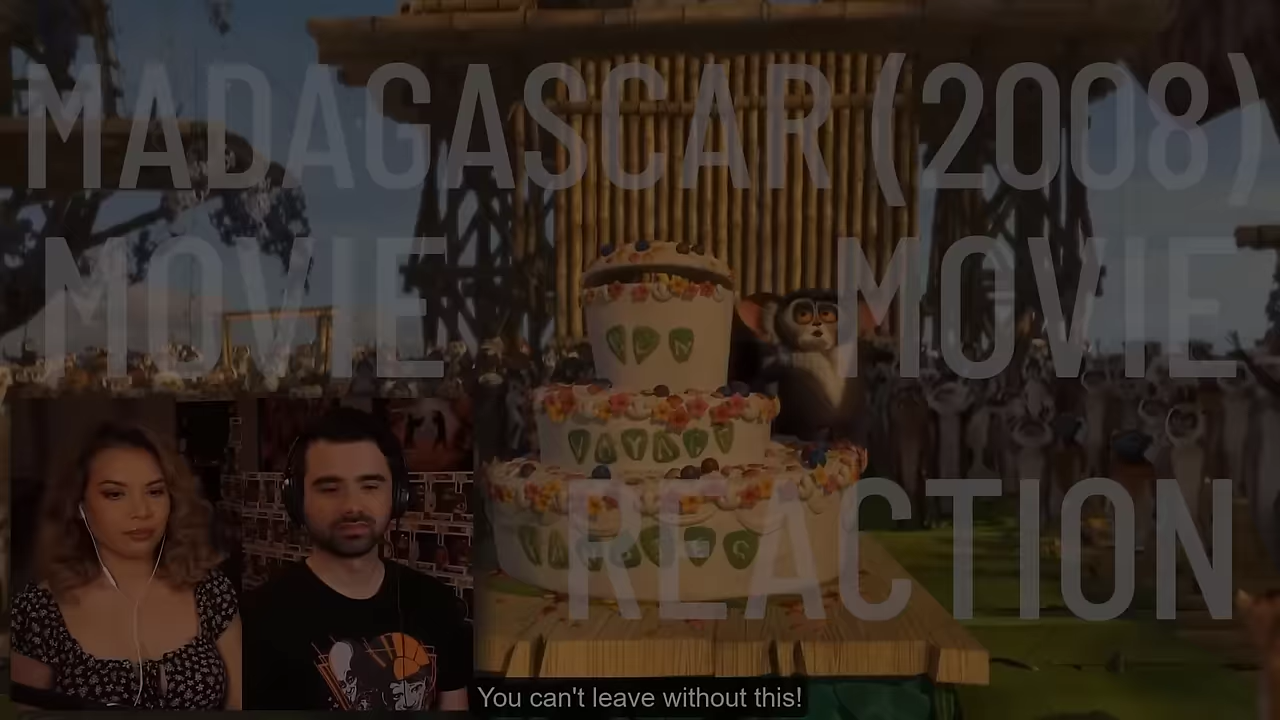 MADAGASCAR (2008)
MOVIE MOVIE
REACTION
You can't leave without this!